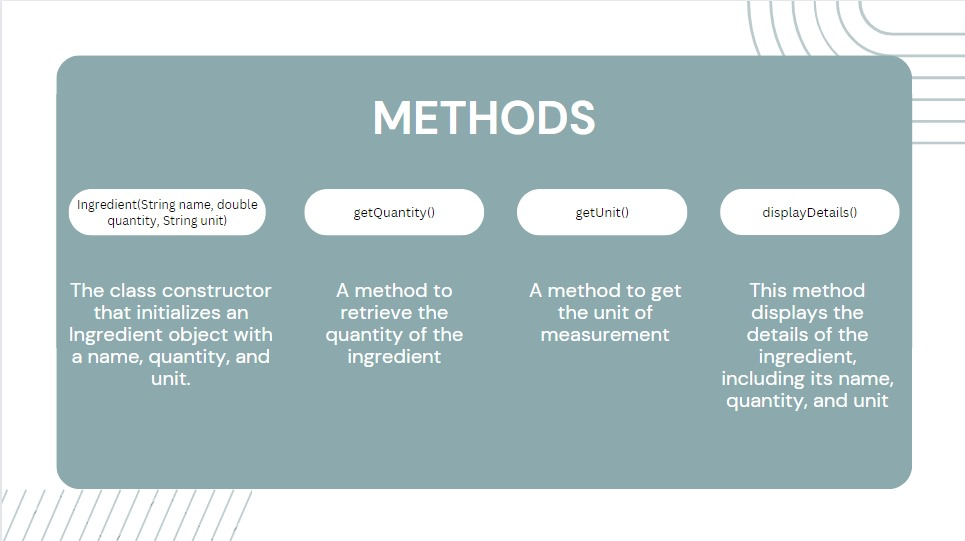 METHODS
Ingredient(String name, double
quantity, String unit)
getQuantity()
getUnit()
displayDetails()
The class constructor
that initializes an
Ingredient object with
a name, quantity, and
unit.
A method to
retrieve the
quantity of the
ingredient
A method to get
the unit of
measurement
This method
displays the
details of the
ingredient,
including its name,
quantity, and unit